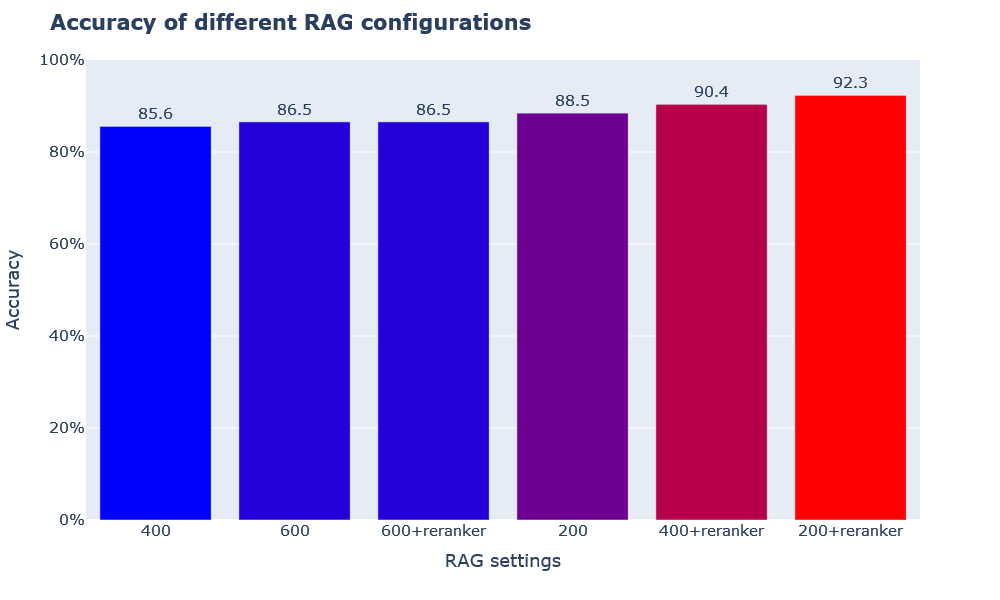 Accuracy of different RAG configurations
100%
80%
60%
40%
20%
0%
Accuracy
85.6
86.5
86.5
88.5
90.4
92.3
400
600
600+reranker
200
400+reranker
200+reranker
RAG settings